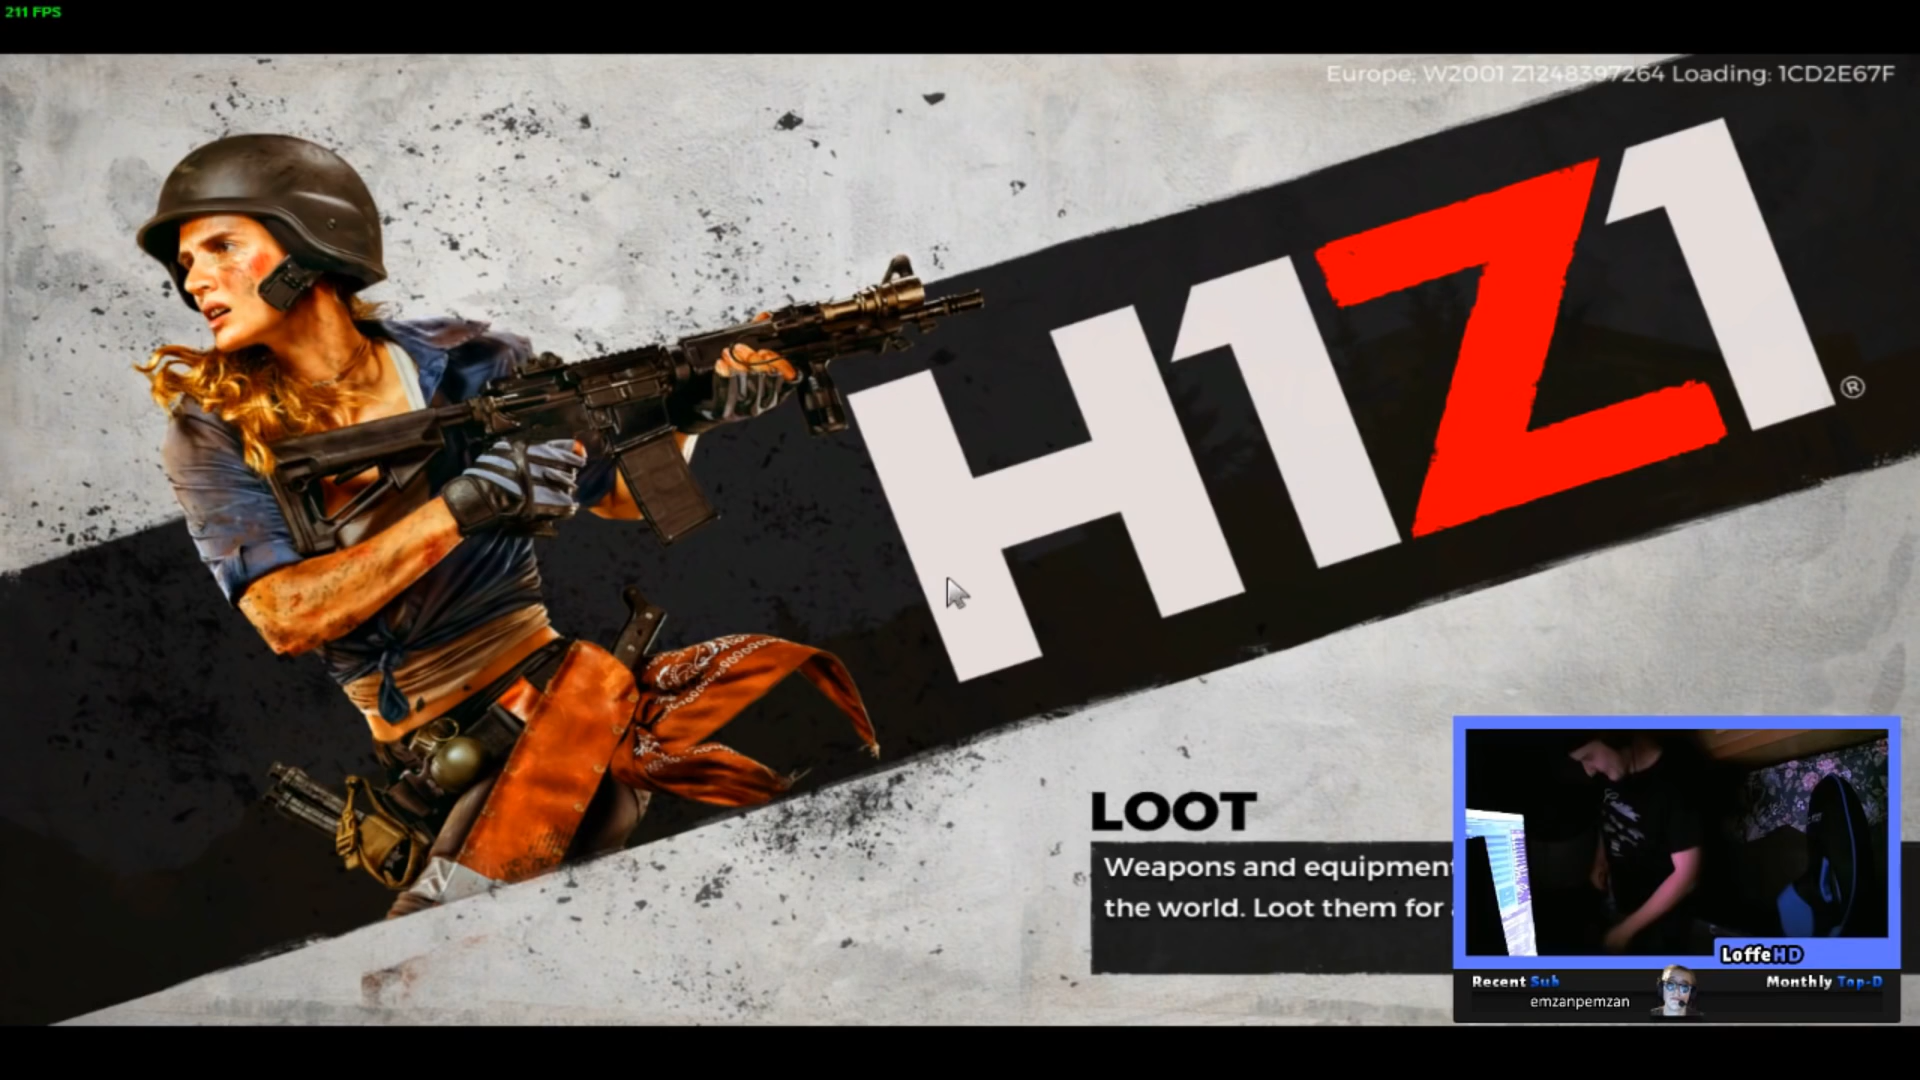 211 FPS
Europe, W2001 Z1248397264 Loading: 1CD2E67F
H1Z1®
LOOT
Weapons and equipment
the world. Loot them for
LoffeHD
Recent Sub
Monthly Top-D
emzanpemzan